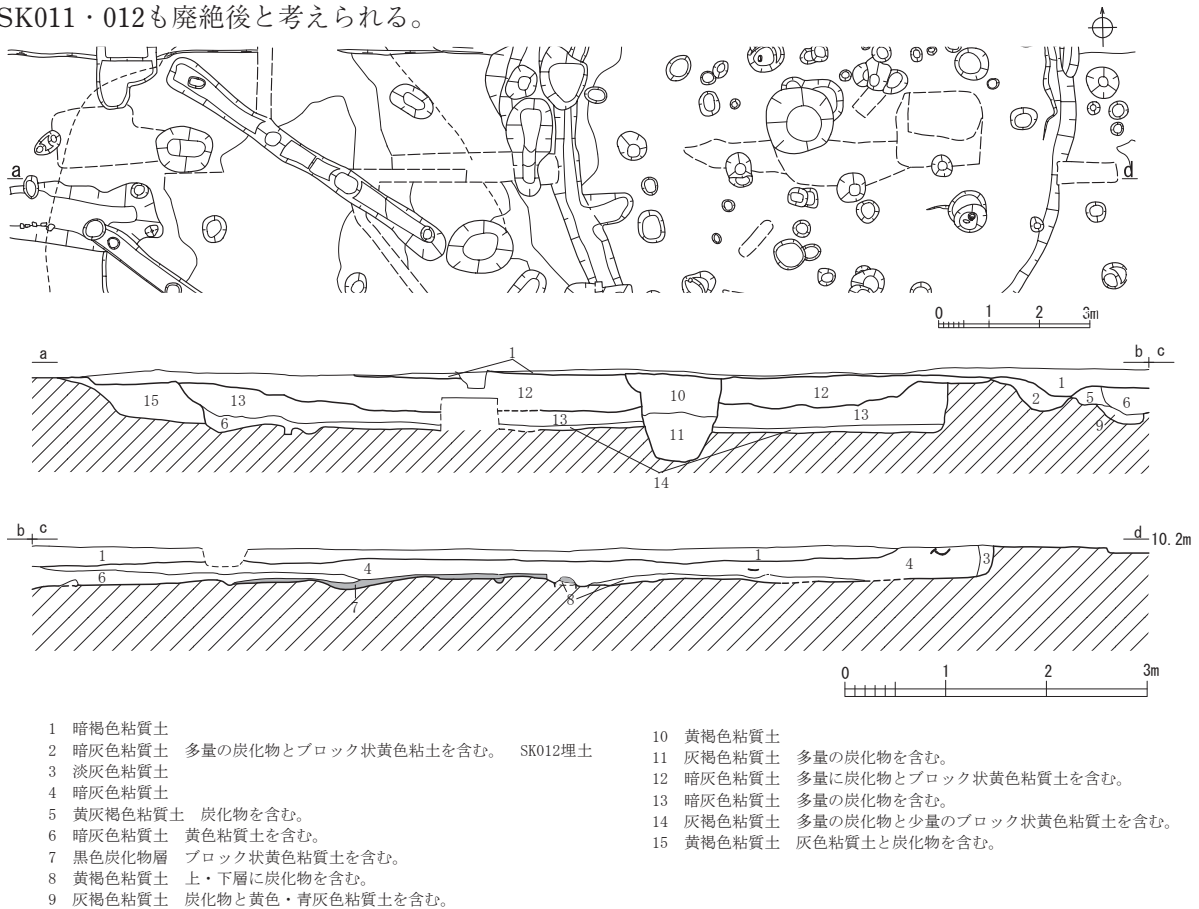 SK011・012も廃絶後と考えられる。
a
d
0 1 2 3m
a
1
b c
15
13
12
10
12
1
2
5
6
6
13
11
13
9
14
b c
d 10.2m
1
1
6
4
4
3
7
8
0 1 2 3m
1 暗褐色粘質土
2 暗灰色粘質土 多量の炭化物とブロック状黄色粘土を含む。 SK012埋土
3 淡灰色粘質土
4 暗灰色粘質土
5 黄灰褐色粘質土 炭化物を含む。
6 暗灰色粘質土 黄色粘質土を含む。
7 黒色炭化物層 ブロック状黄色粘質土を含む。
8 黄褐色粘質土 上・下層に炭化物を含む。
9 灰褐色粘質土 炭化物と黄色・青灰色粘質土を含む。
10 黄褐色粘質土
11 灰褐色粘質土 多量の炭化物を含む。
12 暗灰色粘質土 多量に炭化物とブロック状黄色粘質土を含む。
13 暗灰色粘質土 多量の炭化物を含む。
14 灰褐色粘質土 多量の炭化物と少量のブロック状黄色粘質土を含む。
15 黄褐色粘質土 灰色粘質土と炭化物を含む。